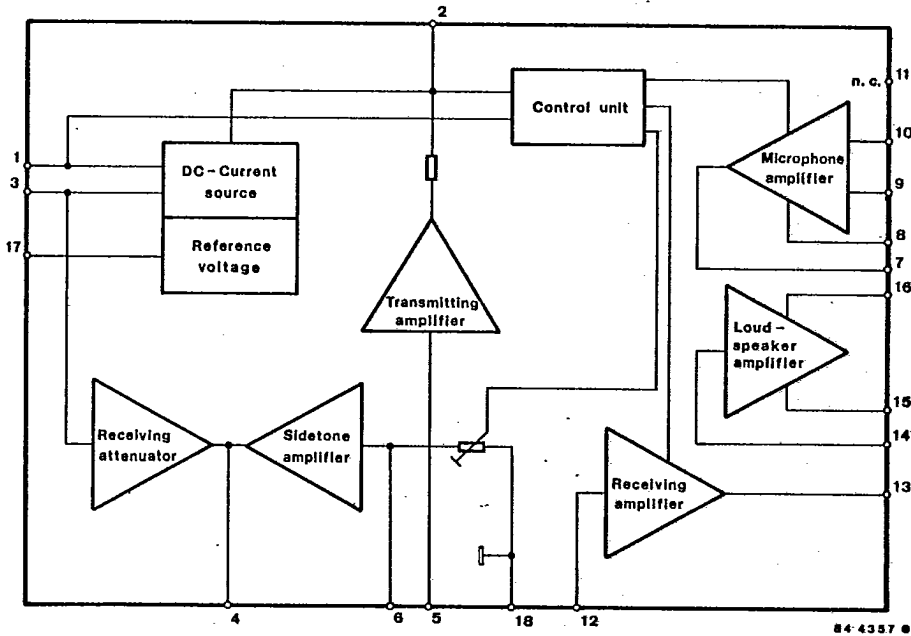 2
11
n. c.
Control unit
10
1
DC-Current
source
Microphone
amplifier
3
9
8
17
Reference
voltage
7
16
Transmitting
amplifier
Loud-
speaker
amplifier
15
14
Receiving
attenuator
Sidetone
amplifier
13
Receiving
amplifier
4
6
5
18
12
84 4357 e